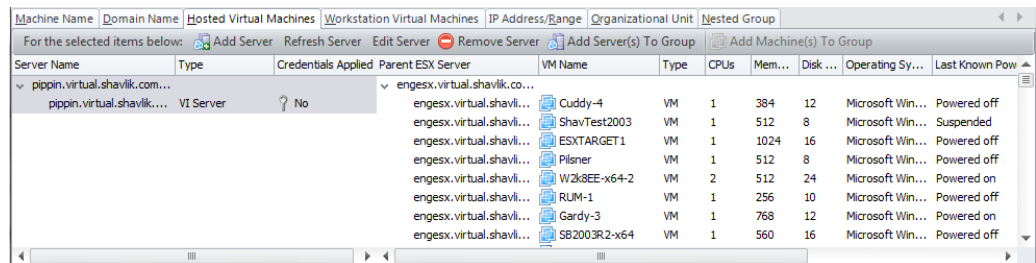 Machine Name Domain Name Hosted Virtual Machines Workstation Virtual Machines IP Address/Range Organizational Unit Nested Group
For the selected items below: Add Server Refresh Server Edit Server Remove Server Add Server(s) To Group Add Machine(s) To Group
Server Name Type Credentials Applied Parent ESX Server VM Name Type CPUs Mem... Disk ... Operating Sy... Last Known Pow
pippin.virtual.shavlik.com... engesx.virtual.shavlik.co...
pippin.virtual.shavlik.... VI Server No engesx.virtual.shavli... Cuddy-4 VM 1 384 12 Microsoft Win... Powered off
engesx.virtual.shavli... ShavTest2003 VM 1 512 8 Microsoft Win... Suspended
engesx.virtual.shavli... ESXTARGET1 VM 1 1024 16 Microsoft Win... Powered off
engesx.virtual.shavli... Pilsner VM 1 512 8 Microsoft Win... Powered off
engesx.virtual.shavli... W2k8EE-x64-2 VM 2 512 24 Microsoft Win... Powered on
engesx.virtual.shavli... RUM-1 VM 1 256 10 Microsoft Win... Powered off
engesx.virtual.shavli... Gardy-3 VM 1 768 12 Microsoft Win... Powered on
engesx.virtual.shavli... SB2003R2-x64 VM 1 560 16 Microsoft Win... Powered off